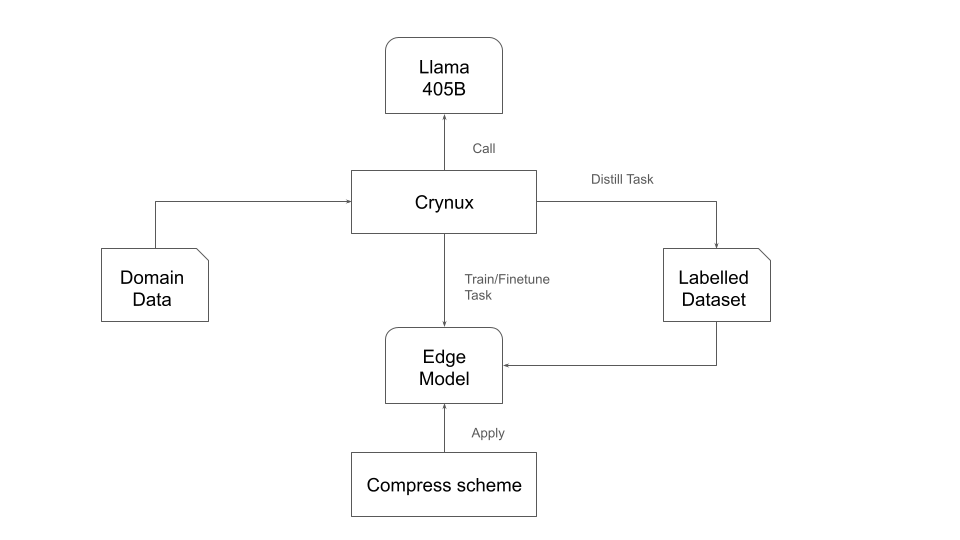 Llama
405B
Call
Distill Task
Crynux
Domain
Data
Train/Finetune
Task
Labelled
Dataset
Edge
Model
Apply
Compress scheme